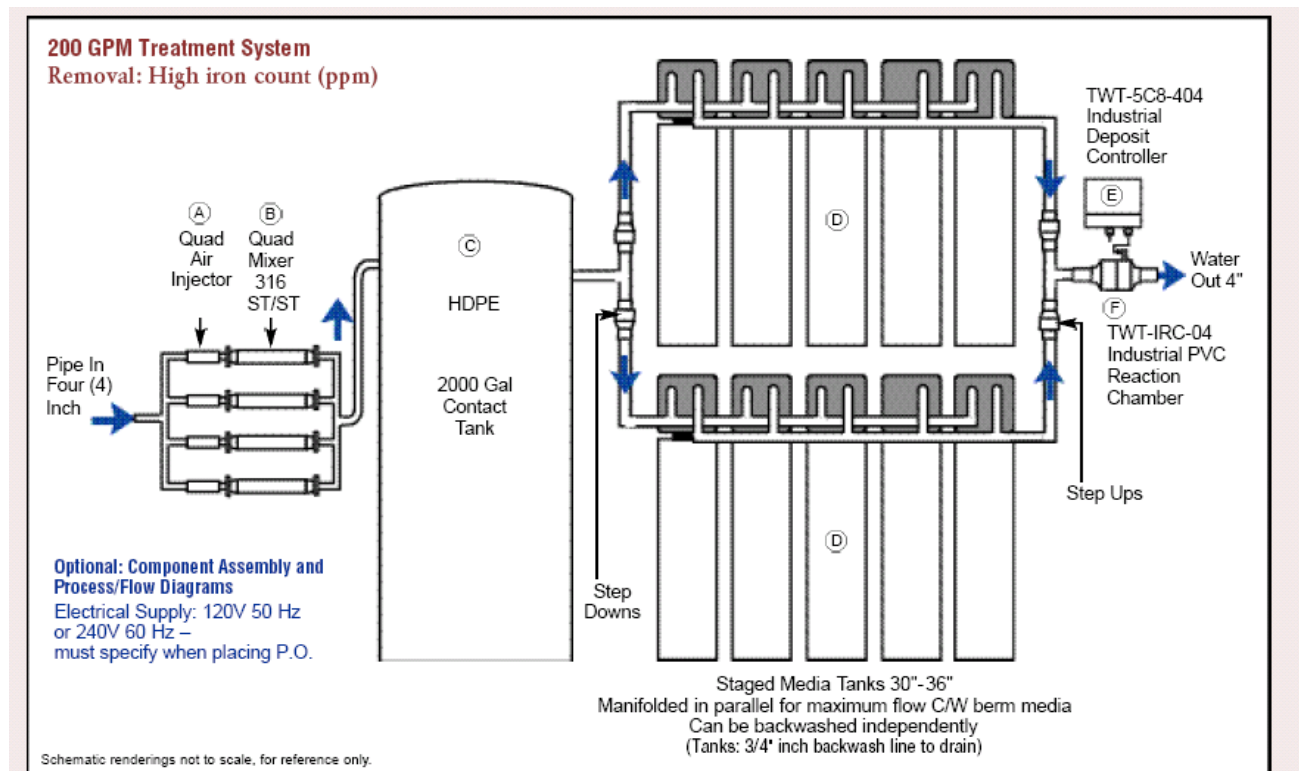 200 GPM Treatment System
Removal: High iron count (ppm)
A
Quad
Air
Injector
B
Quad
Mixer
316
ST/ST
Pipe In
Four (4)
Inch
C
HDPE
2000 Gal
Contact
Tank
D
D
Step
Downs
TWT-5C8-404
Industrial
Deposit
Controller
E
Water
Out 4"
F
TWT-IRC-04
Industrial PVC
Reaction
Chamber
Step Ups
Optional: Component Assembly and
Process/Flow Diagrams
Electrical Supply: 120V 50 Hz
or 240V 60 Hz –
must specify when placing P.O.
Staged Media Tanks 30"-36"
Manifolded in parallel for maximum flow C/W berm media
Can be backwashed independently
(Tanks: 3/4" inch backwash line to drain)
Schematic renderings not to scale, for reference only.